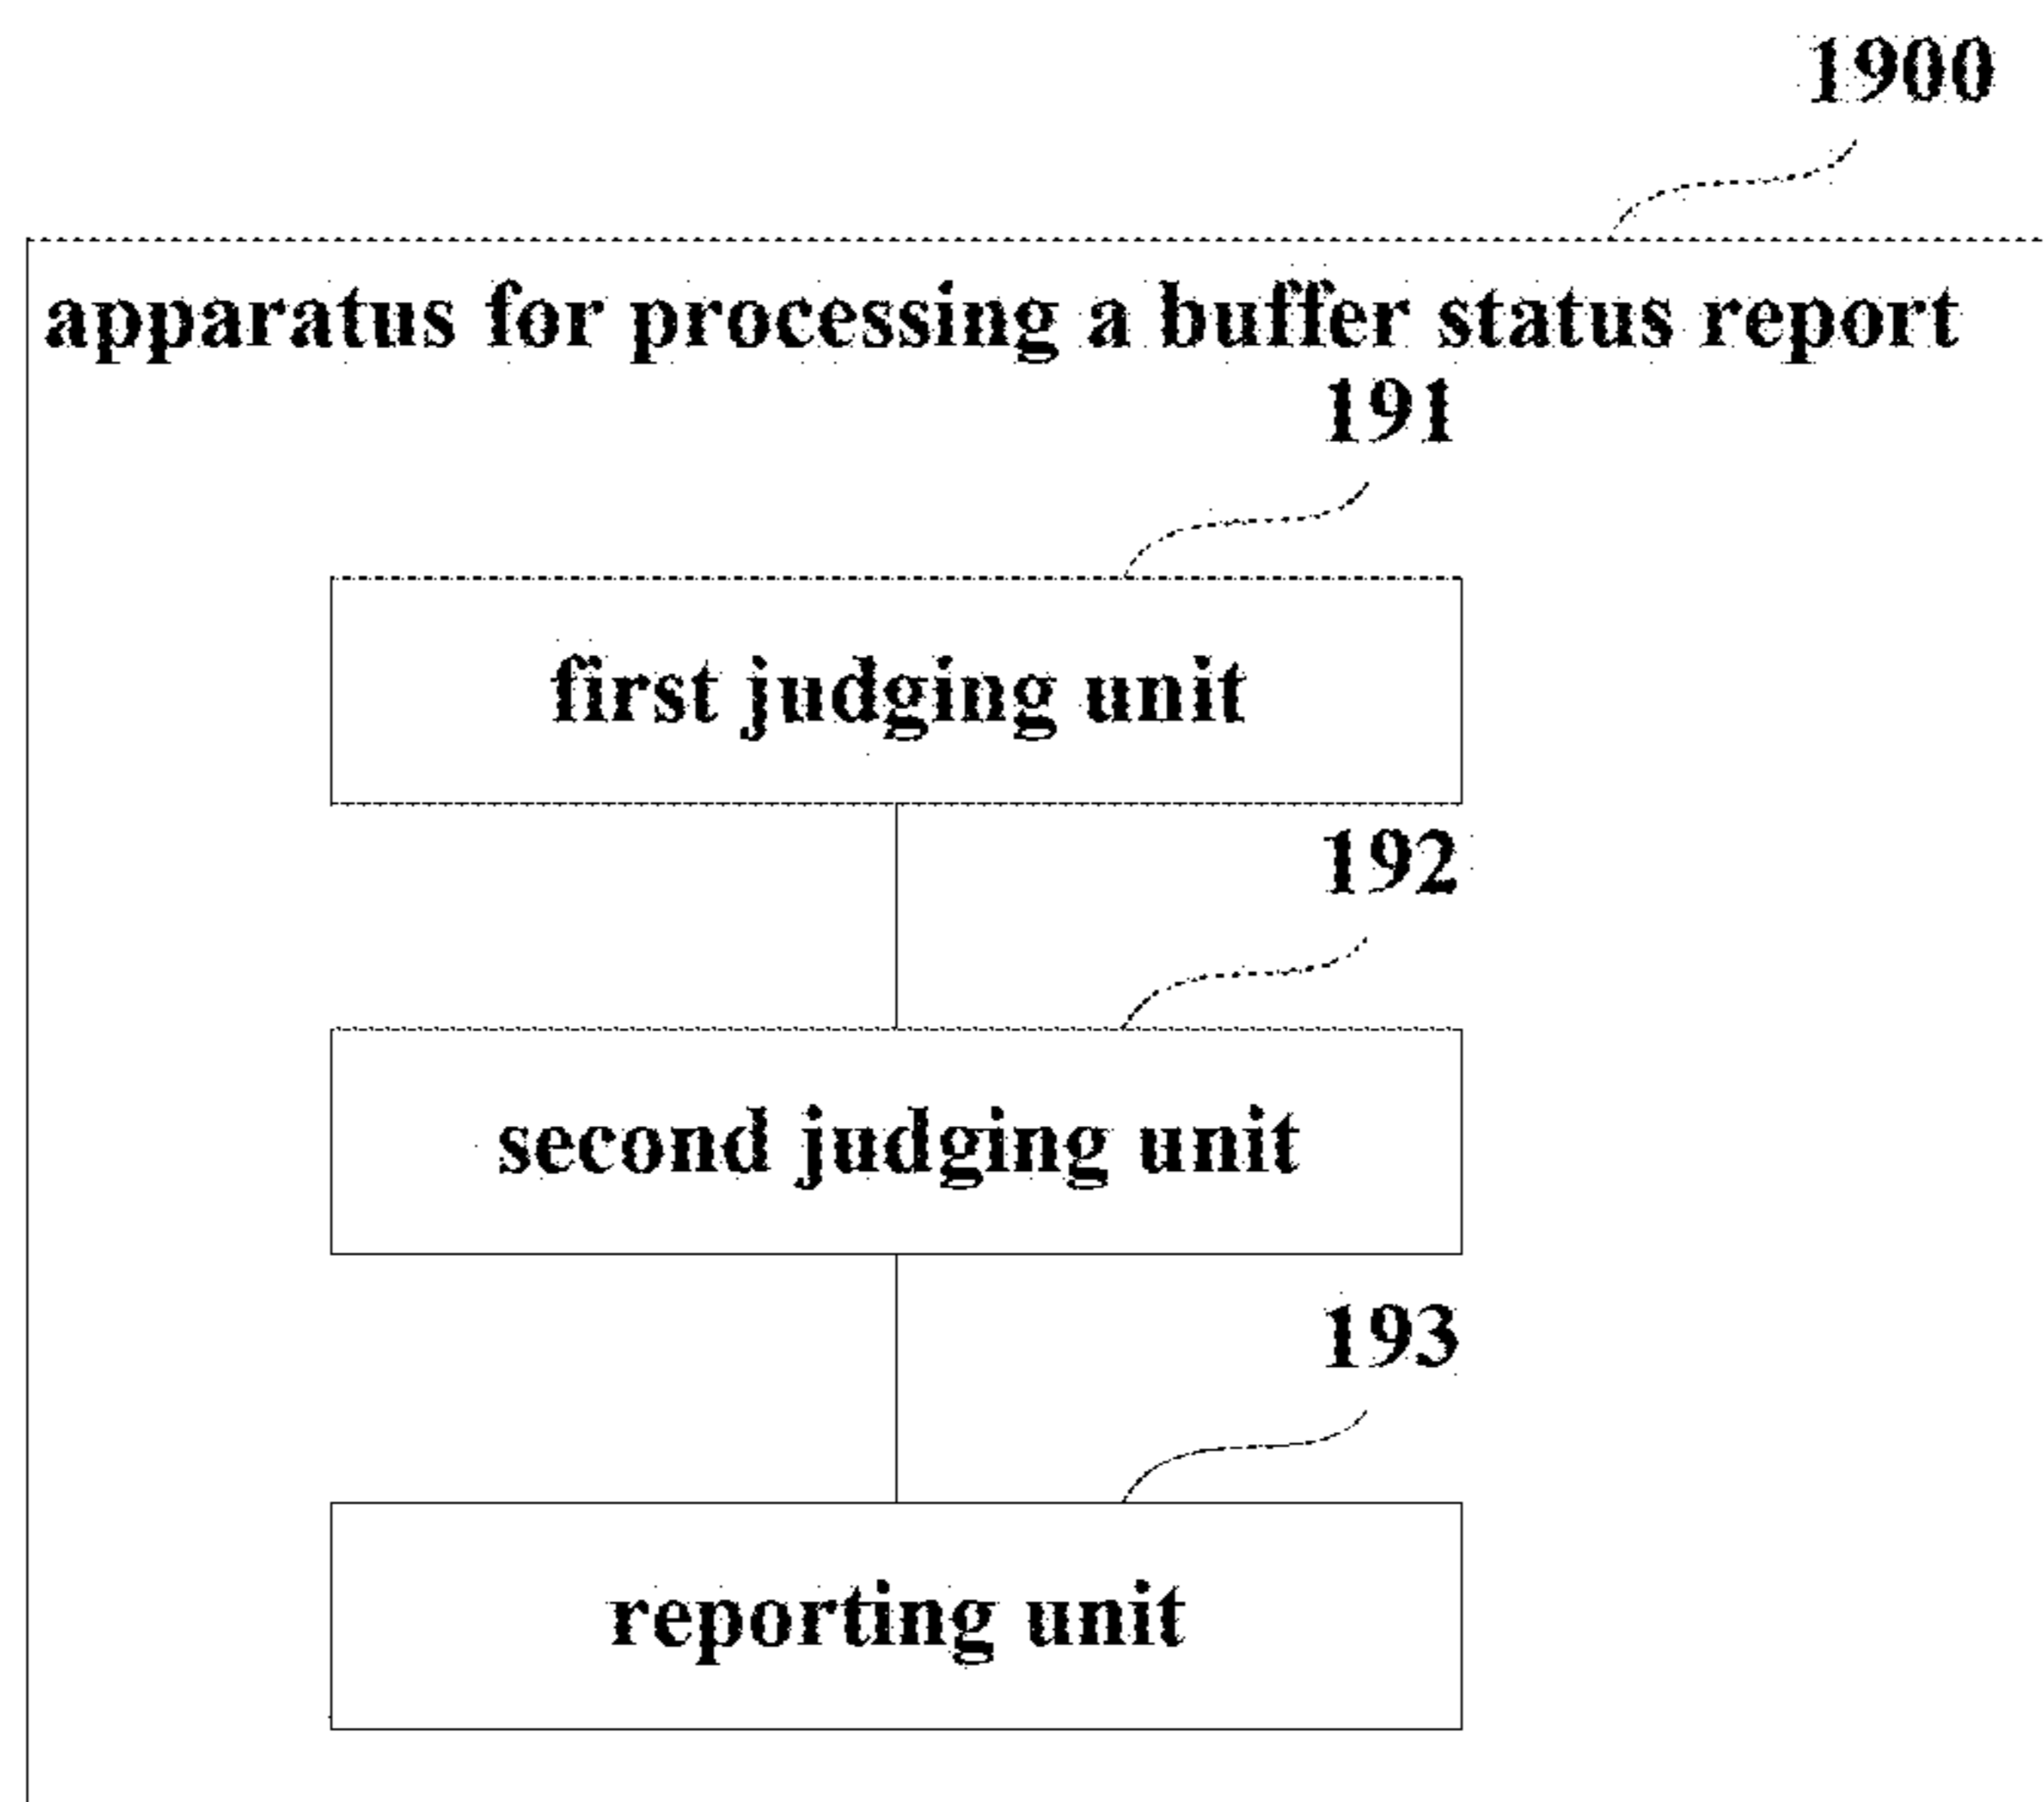 1900
apparatus for processing a buffer status report
191
first judging unit
192
second judging unit
193
reporting unit